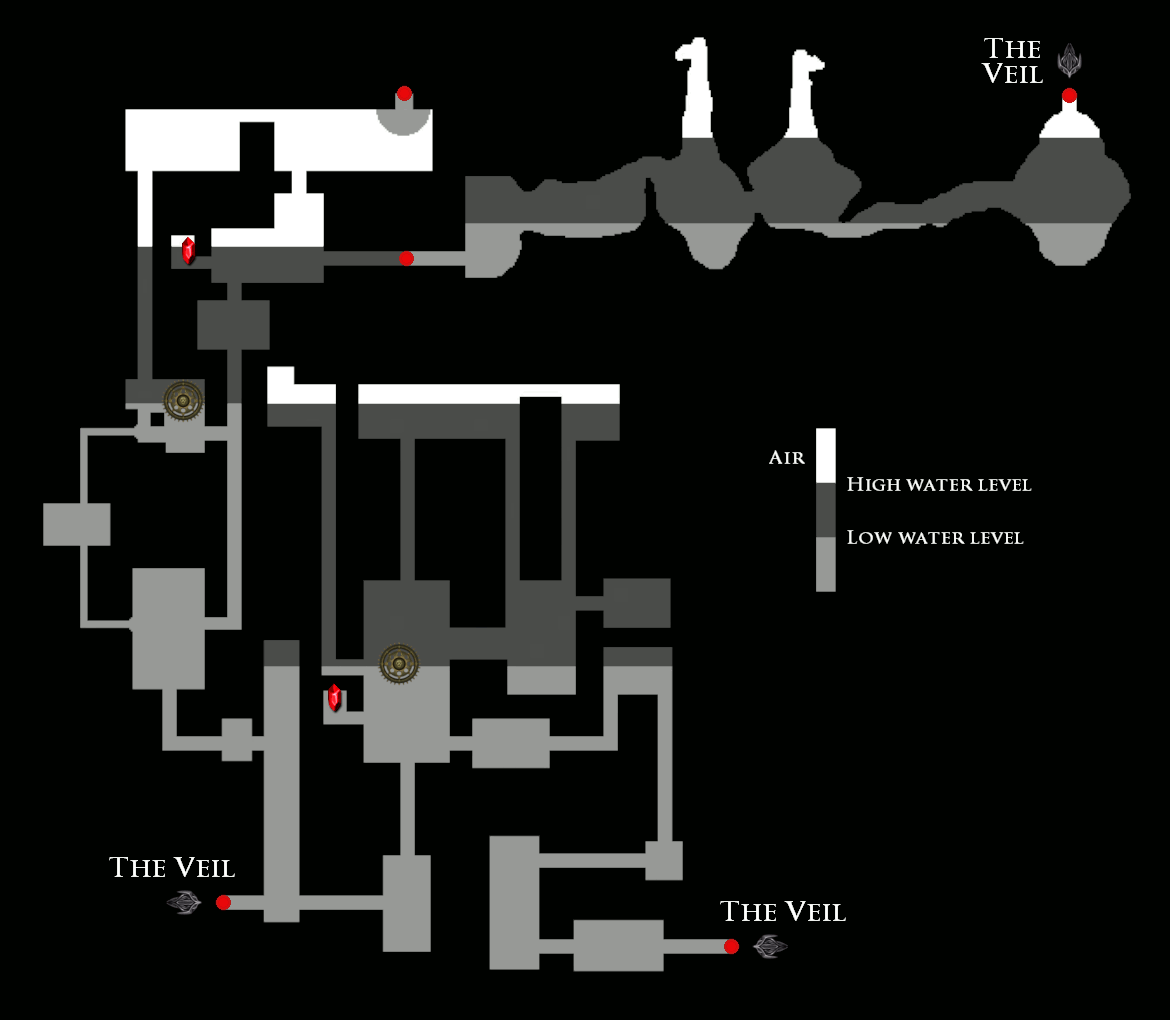 The
Veil
Air
High water level
Low water level
The Veil
The Veil